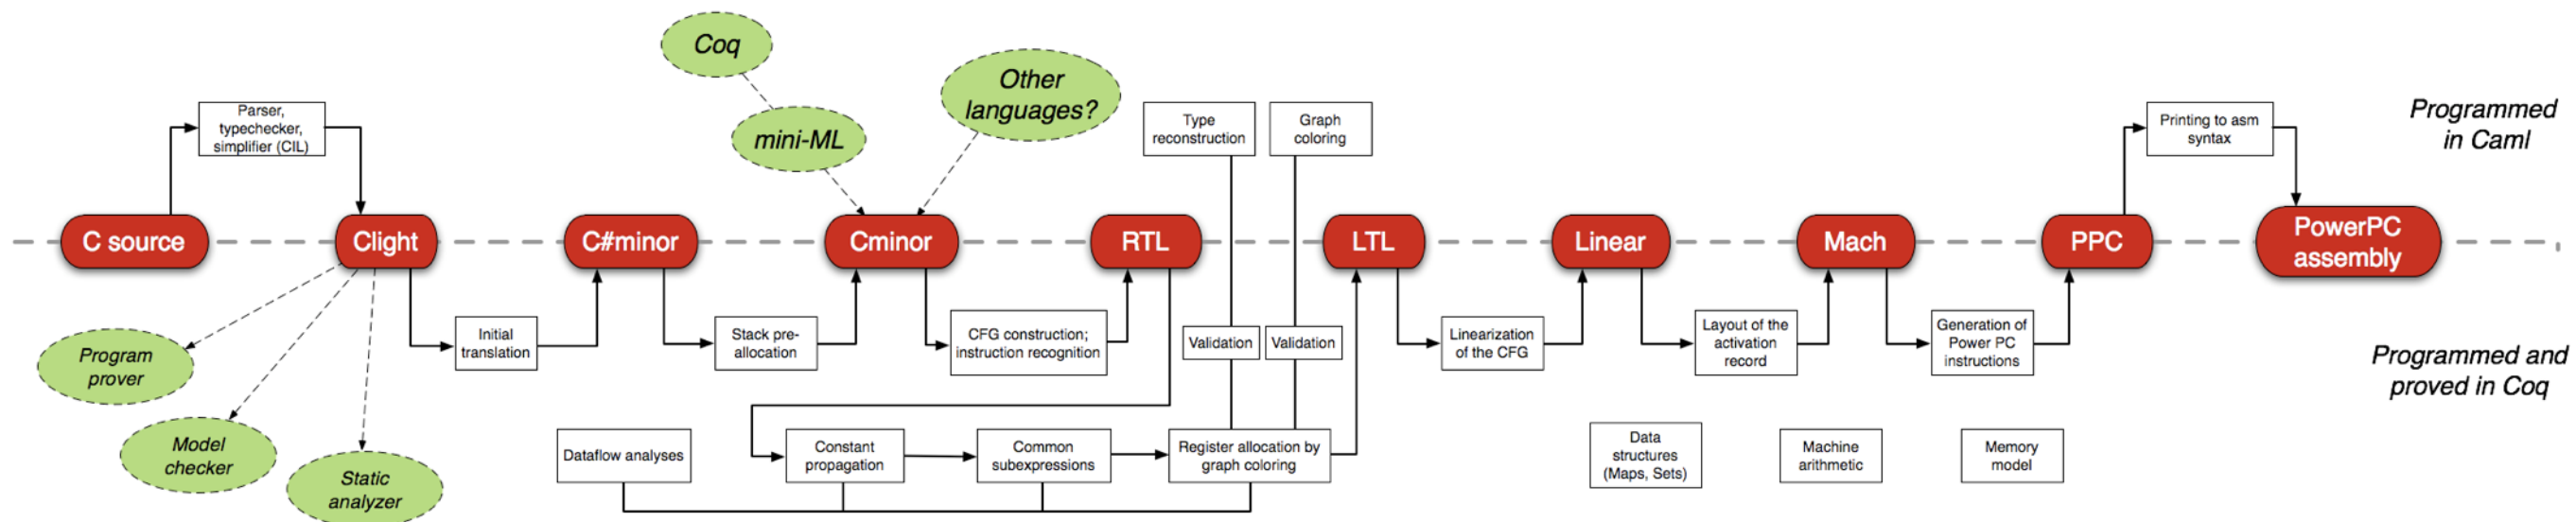 Coq
Other
languages?
mini-ML
Parser,
typechecker,
simplifier (CIL)
Type
reconstruction
Graph
coloring
Printing to asm
syntax
Programmed
in Caml
C source
Clight
C#minor
Cminor
RTL
LTL
Linear
Mach
PPC
PowerPC
assembly
Program
prover
Model
checker
Static
analyzer
Initial
translation
Stack pre-
allocation
CFG construction;
instruction recognition
Validation
Validation
Linearization
of the CFG
Layout of the
activation
record
Generation of
Power PC
instructions
Programmed and
proved in Coq
Dataflow analyses
Constant
propagation
Common
subexpressions
Register allocation by
graph coloring
Data
structures
(Maps, Sets)
Machine
arithmetic
Memory
model